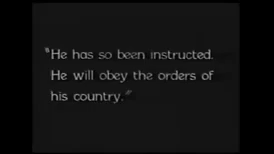 "He has so been instructed.
He will obey the orders of
his country."